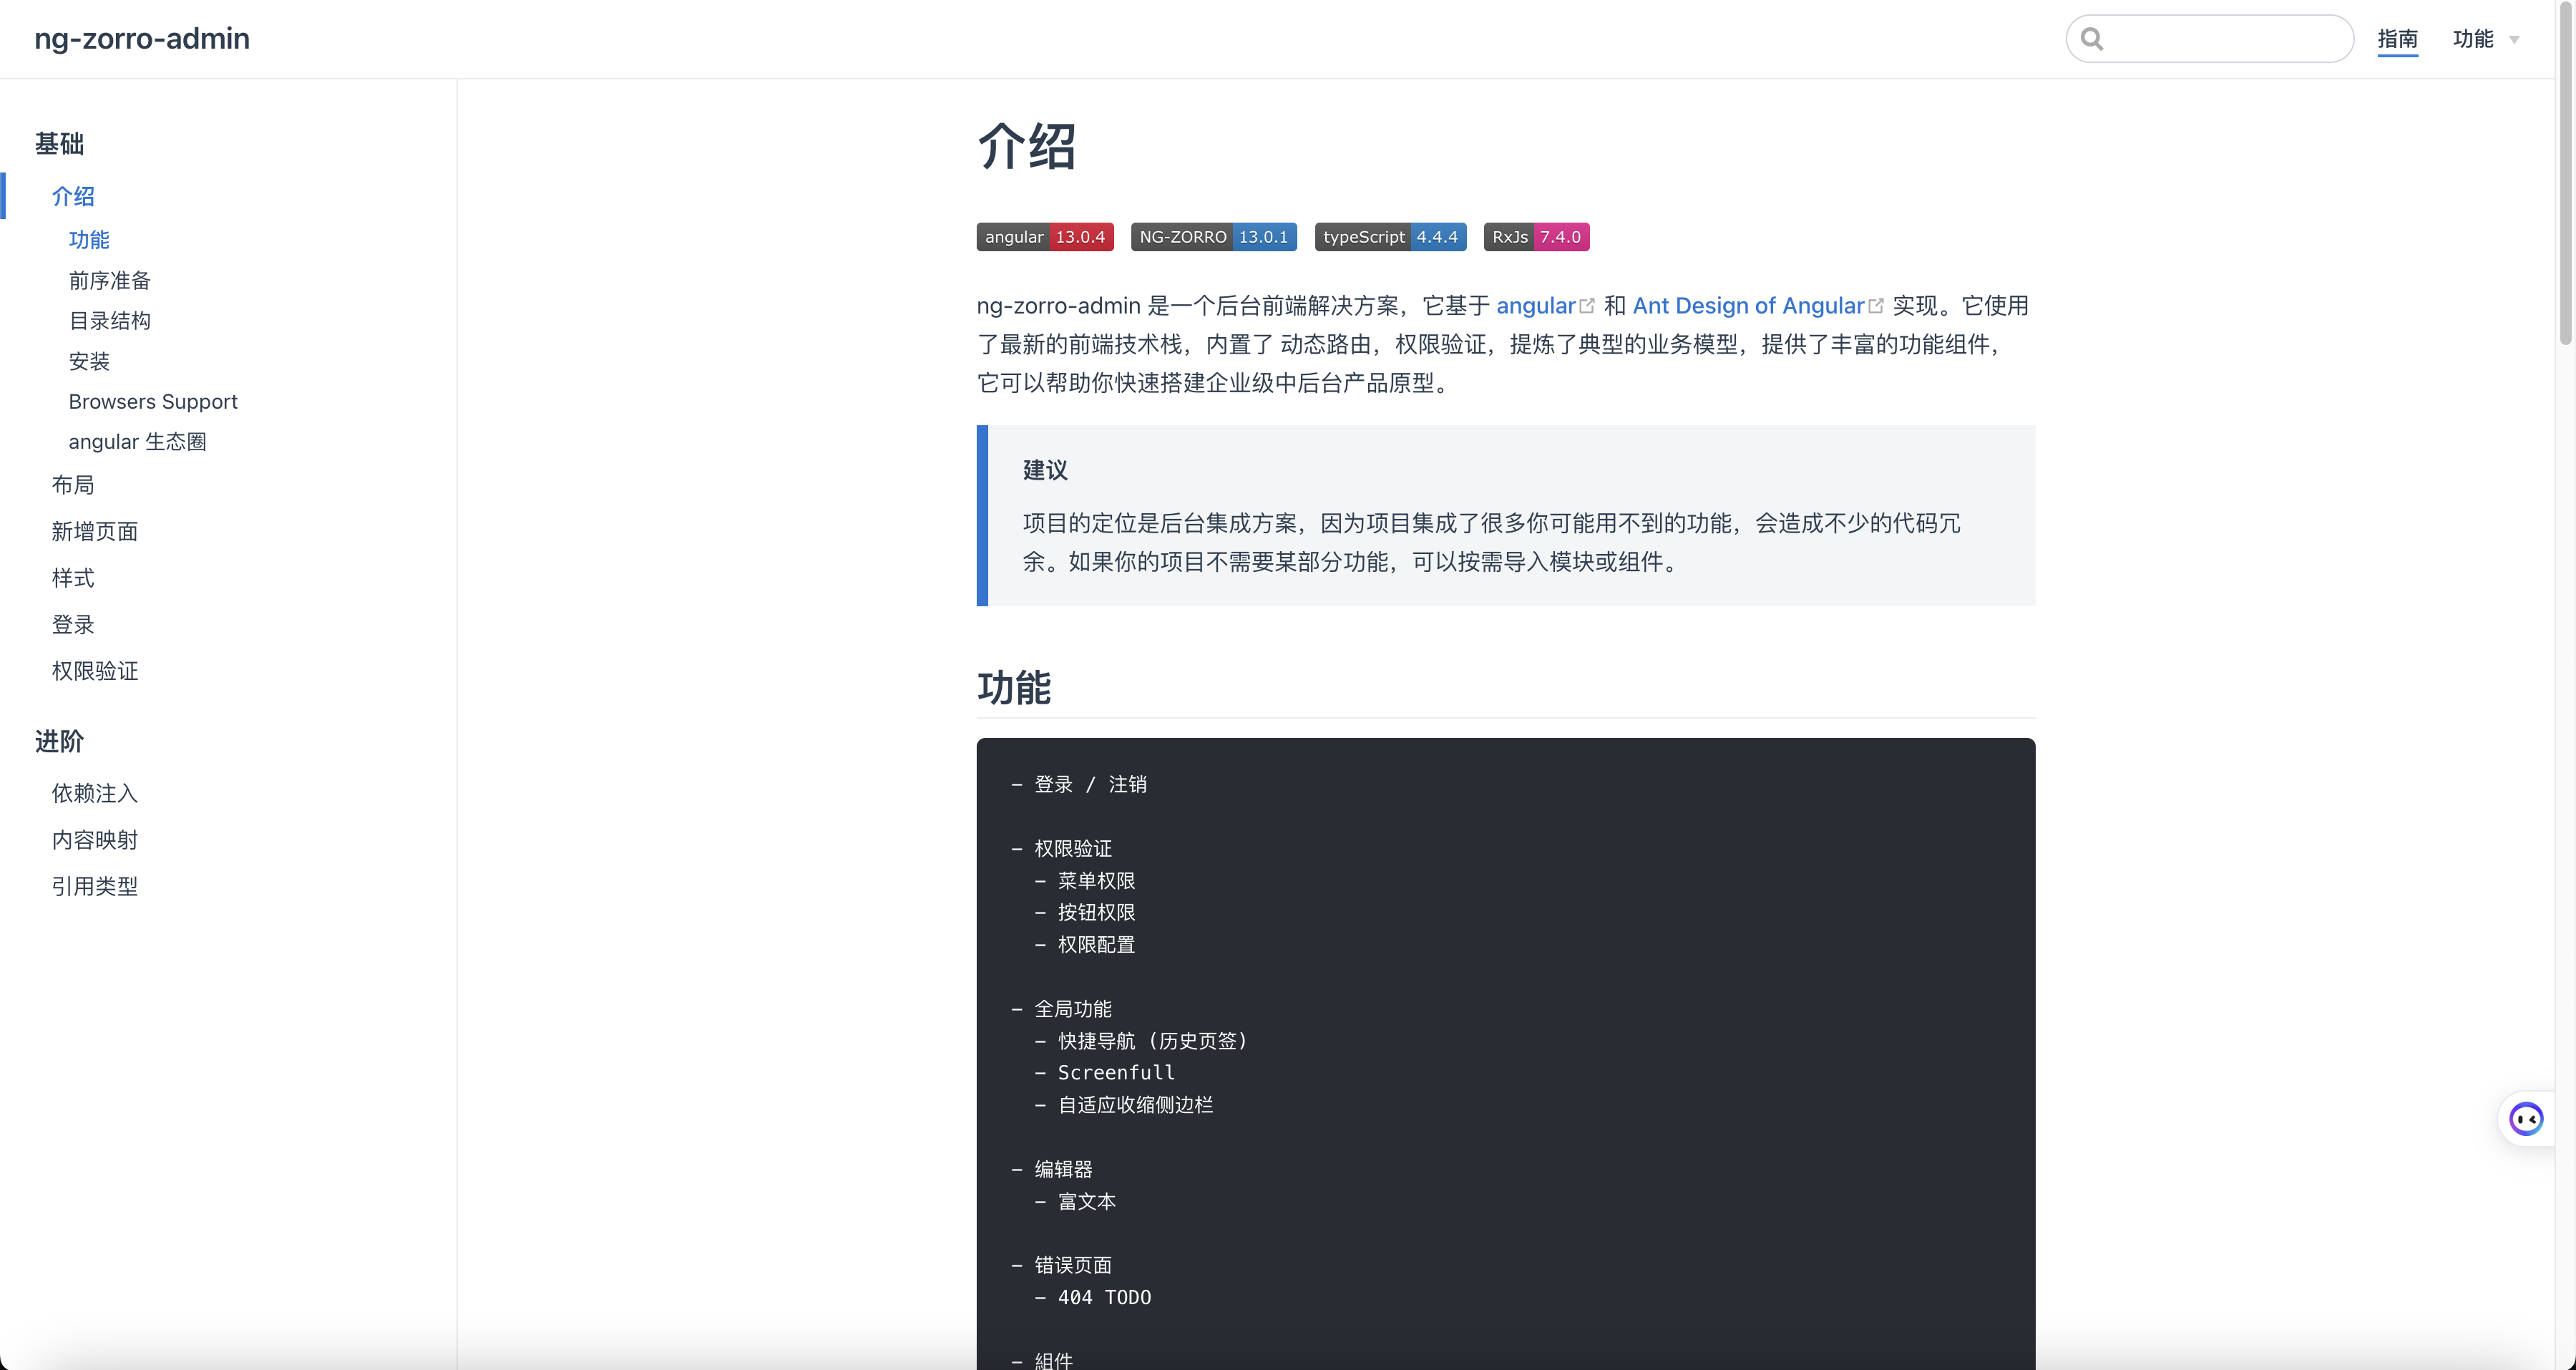 ng-zorro-admin
指南
功能
基础
介绍
功能
前序准备
目录结构
安装
Browsers Support
angular 生态圈
布局
新增页面
样式
登录
权限验证
进阶
依赖注入
内容映射
引用类型
介绍
angular 13.0.4 NG-ZORRO 13.0.1 typeScript 4.4.4 RxJs 7.4.0
ng-zorro-admin 是一个后台前端解决方案，它基于 angular 和 Ant Design of Angular 实现。它使用
了最新的前端技术栈，内置了 动态路由，权限验证，提炼了典型的业务模型，提供了丰富的功能组件，
它可以帮助你快速搭建企业级中后台产品原型。
建议
项目的定位是后台集成方案，因为项目集成了很多你可能用不到的功能，会造成不少的代码冗
余。如果你的项目不需要某部分功能，可以按需导入模块或组件。
功能
- 登录 / 注销
- 权限验证
- 菜单权限
- 按钮权限
- 权限配置
- 全局功能
- 快捷导航 (历史页签)
- Screenfull
- 自适应收缩侧边栏
- 编辑器
- 富文本
- 错误页面
- 404 TODO
- 組件